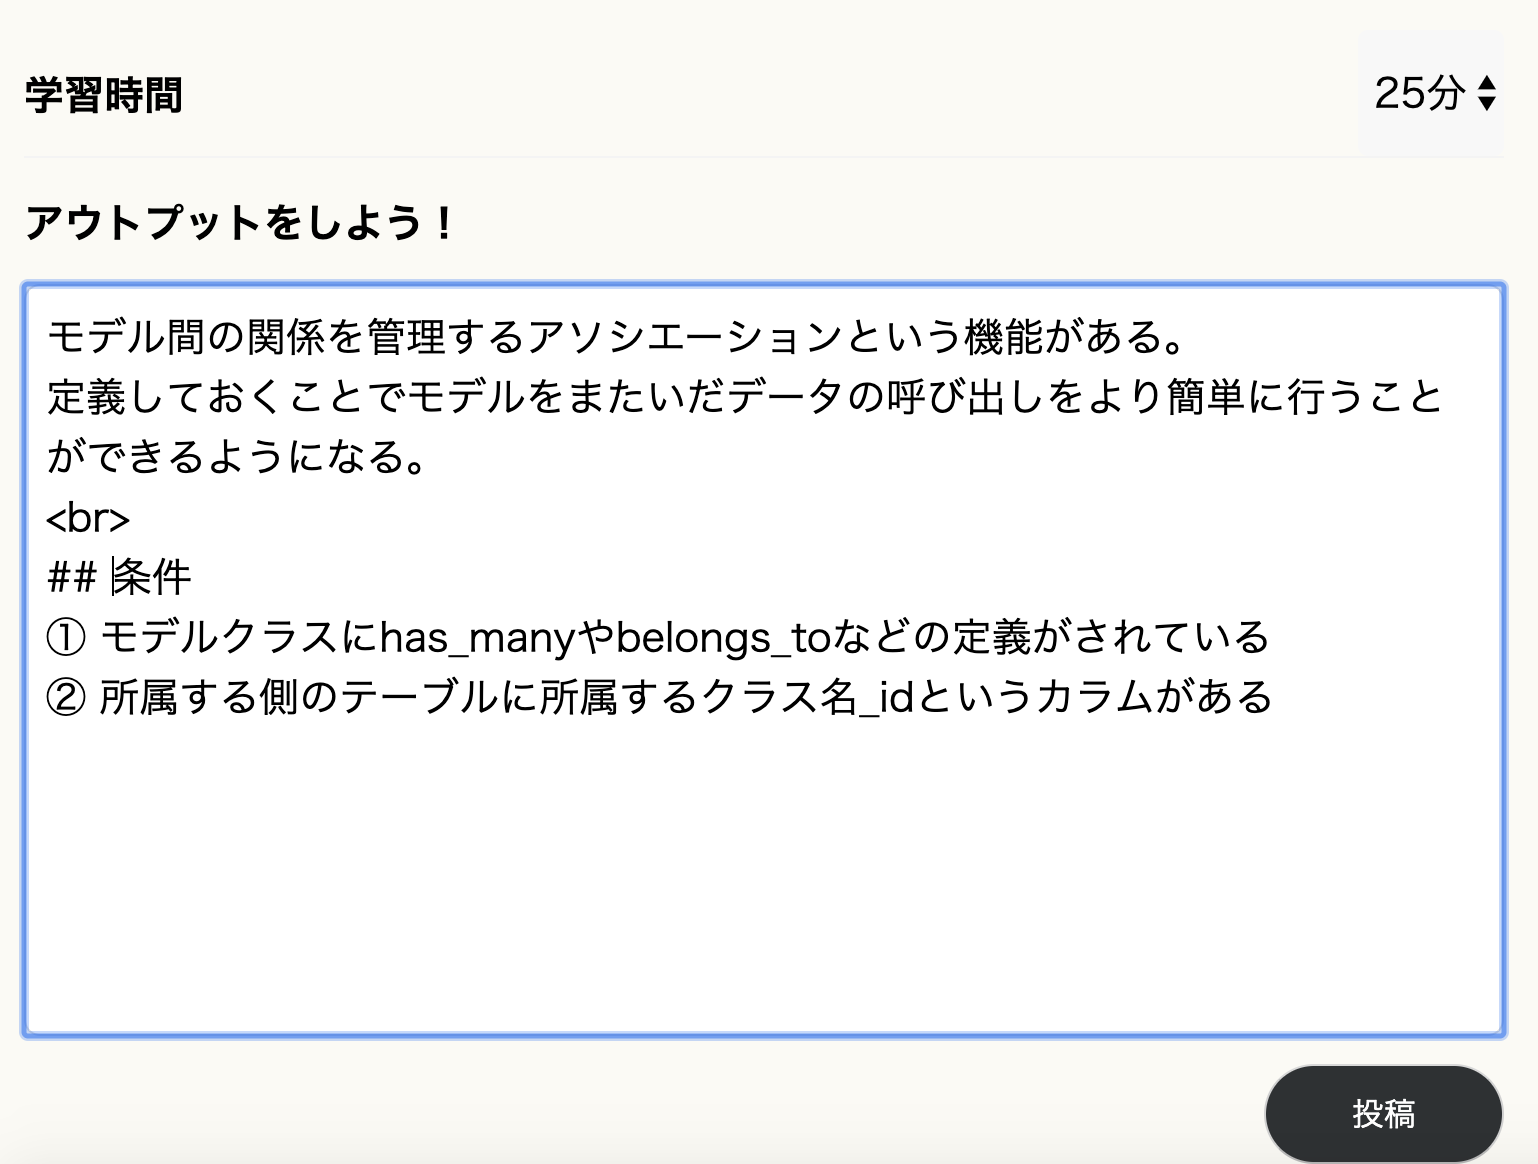 学習時間
25分
アウトプットをしよう！
モデル間の関係を管理するアソシエーションという機能がある。
定義しておくことでモデルをまたいだデータの呼び出しをより簡単に行うこと
ができるようになる。
<br>
## 条件
① モデルクラスにhas_manyやbelongs_toなどの定義がされている
② 所属する側のテーブルに所属するクラス名_idというカラムがある
投稿